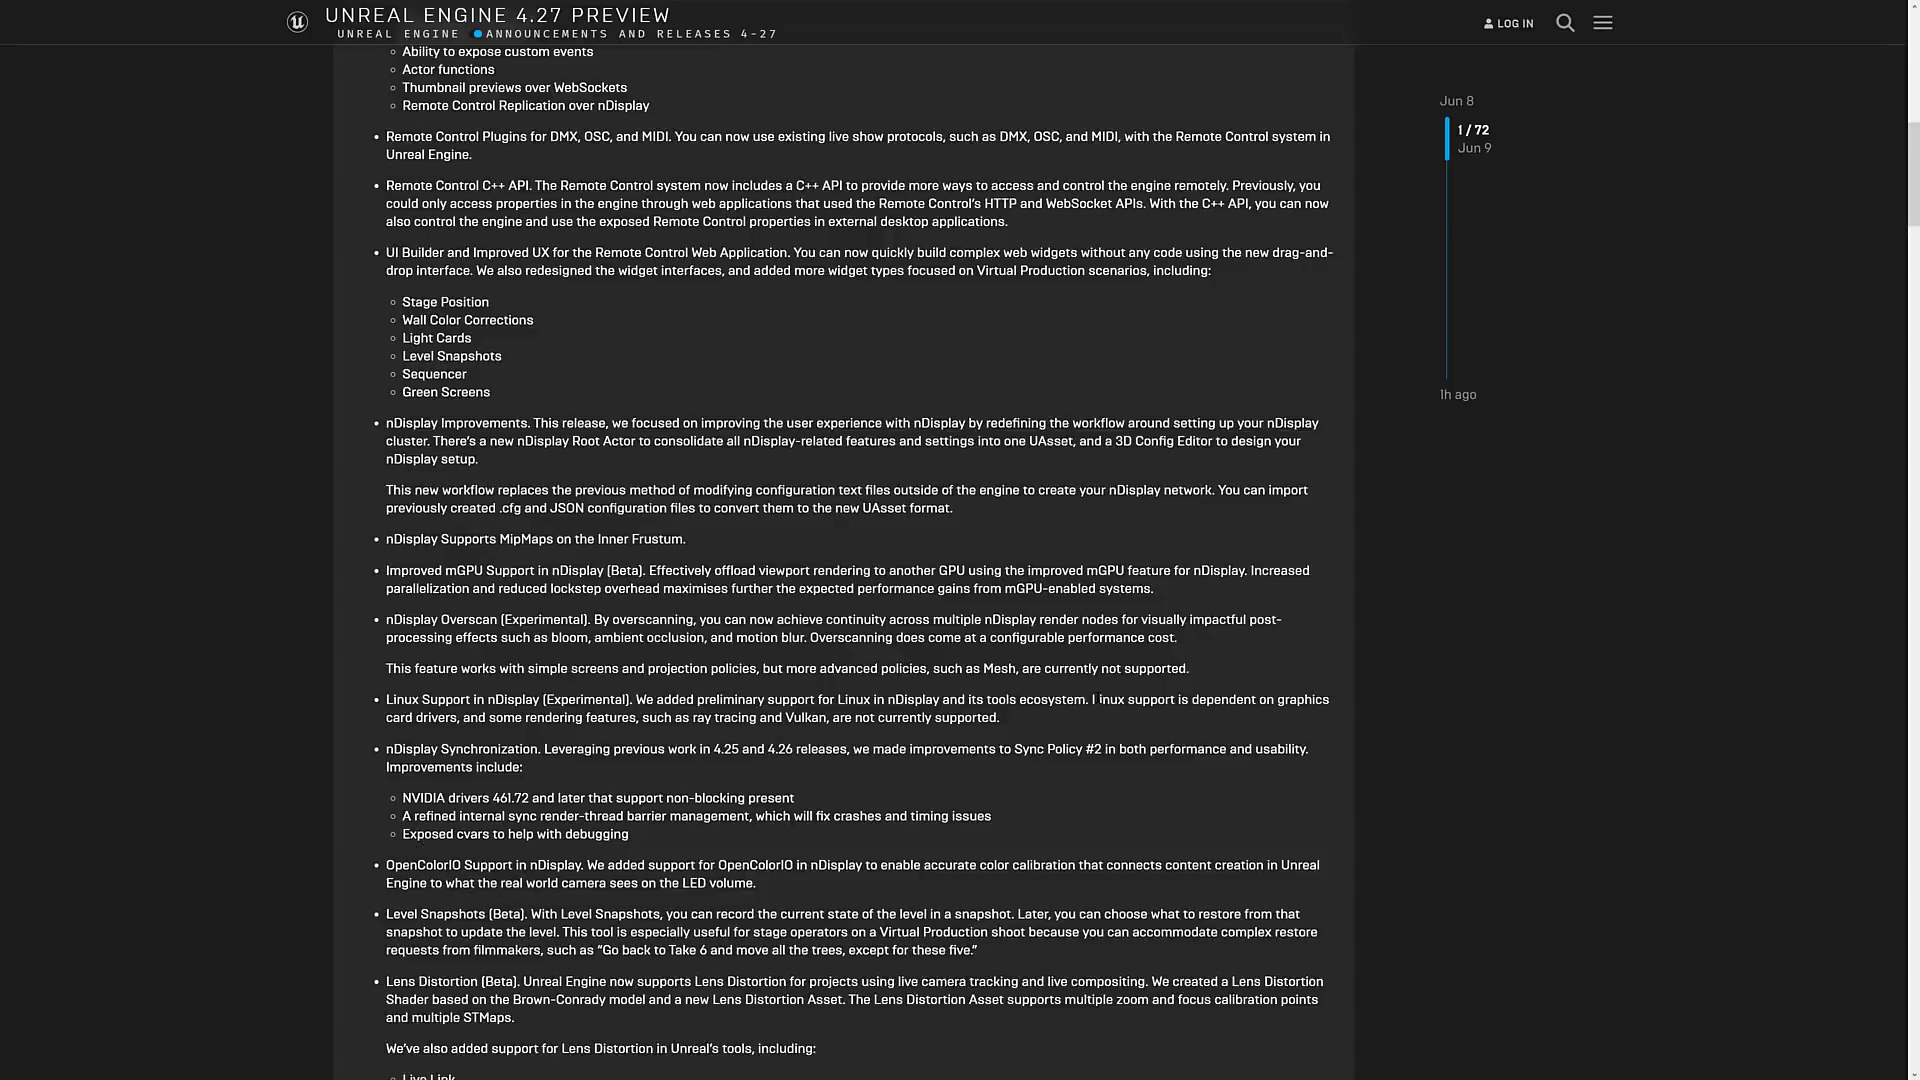 UNREAL ENGINE 4.27 PREVIEW
UNREAL ENGINE ANNOUNCEMENTS AND RELEASES 4-27
LOG IN
Ability to expose custom events
Actor functions
Thumbnail previews over WebSockets
Remote Control Replication over nDisplay
Remote Control Plugins for DMX, OSC, and MIDI. You can now use existing live show protocols, such as DMX, OSC, and MIDI, with the Remote Control system in
Unreal Engine.
Remote Control C++ API. The Remote Control system now includes a C++ API to provide more ways to access and control the engine remotely. Previously, you
could only access properties in the engine through web applications that used the Remote Control's HTTP and WebSocket APIs. With the C++ API, you can now
also control the engine and use the exposed Remote Control properties in external desktop applications.
UI Builder and Improved UX for the Remote Control Web Application. You can now quickly build complex web widgets without any code using the new drag-and-
drop interface. We also redesigned the widget interfaces, and added more widget types focused on Virtual Production scenarios, including:
Stage Position
Wall Color Corrections
Light Cards
Level Snapshots
Sequencer
Green Screens
nDisplay Improvements. This release, we focused on improving the user experience with nDisplay by redefining the workflow around setting up your nDisplay
cluster. There's a new nDisplay Root Actor to consolidate all nDisplay-related features and settings into one UAsset, and a 3D Config Editor to design your
nDisplay setup.
This new workflow replaces the previous method of modifying configuration text files outside of the engine to create your nDisplay network. You can import
previously created .cfg and JSON configuration files to convert them to the new UAsset format.
nDisplay Supports MipMaps on the Inner Frustum.
Improved mGPU Support in nDisplay (Beta). Effectively offload viewport rendering to another GPU using the improved mGPU feature for nDisplay. Increased
parallelization and reduced lockstep overhead maximises further the expected performance gains from mGPU-enabled systems.
nDisplay Overscan (Experimental). By overscanning, you can now achieve continuity across multiple nDisplay render nodes for visually impactful post-
processing effects such as bloom, ambient occlusion, and motion blur. Overscanning does come at a configurable performance cost.
This feature works with simple screens and projection policies, but more advanced policies, such as Mesh, are currently not supported.
Linux Support in nDisplay (Experimental). We added preliminary support for Linux in nDisplay and its tools ecosystem. Linux support is dependent on graphics
card drivers, and some rendering features, such as ray tracing and Vulkan, are not currently supported.
nDisplay Synchronization. Leveraging previous work in 4.25 and 4.26 releases, we made improvements to Sync Policy #2 in both performance and usability.
Improvements include:
NVIDIA drivers 461.72 and later that support non-blocking present
A refined internal sync render-thread barrier management, which will fix crashes and timing issues
Exposed cvars to help with debugging
OpenColorIO Support in nDisplay. We added support for OpenColorIO in nDisplay to enable accurate color calibration that connects content creation in Unreal
Engine to what the real world camera sees on the LED volume.
Level Snapshots (Beta). With Level Snapshots, you can record the current state of the level in a snapshot. Later, you can choose what to restore from that
snapshot to update the level. This tool is especially useful for stage operators on a Virtual Production shoot because you can accommodate complex restore
requests from filmmakers, such as “Go back to Take 6 and move all the trees, except for these five.”
Lens Distortion (Beta). Unreal Engine now supports Lens Distortion for projects using live camera tracking and live compositing. We created a Lens Distortion
Shader based on the Brown-Conrady model and a new Lens Distortion Asset. The Lens Distortion Asset supports multiple zoom and focus calibration points
and multiple STMaps.
We've also added support for Lens Distortion in Unreal's tools, including:
Live Link
Jun 8
1 / 72
Jun 9
1h ago